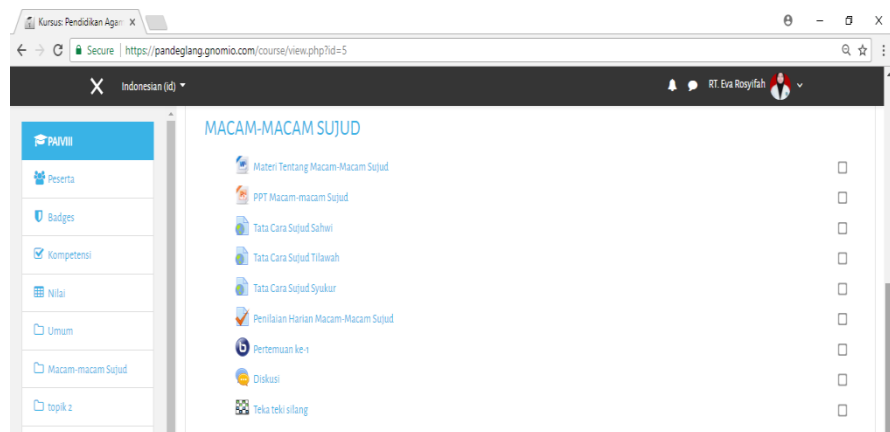 Kursus: Pendidikan Agam X
Secure https://pandeglang.gnomio.com/course/view.php?id=5
X Indonesian (id) RT. Eva Rosyifah
PAIVIII
Peserta
Badges
Kompetensi
Nilai
Umum
Macam-macam Sujud
topik 2
MACAM-MACAM SUJUD
Materi Tentang Macam-Macam Sujud
PPT Macam-macam Sujud
Tata Cara Sujud Sahwi
Tata Cara Sujud Tilawah
Tata Cara Sujud Syukur
Penilaian Harian Macam-Macam Sujud
Pertemuan ke-1
Diskusi
Teka teki silang